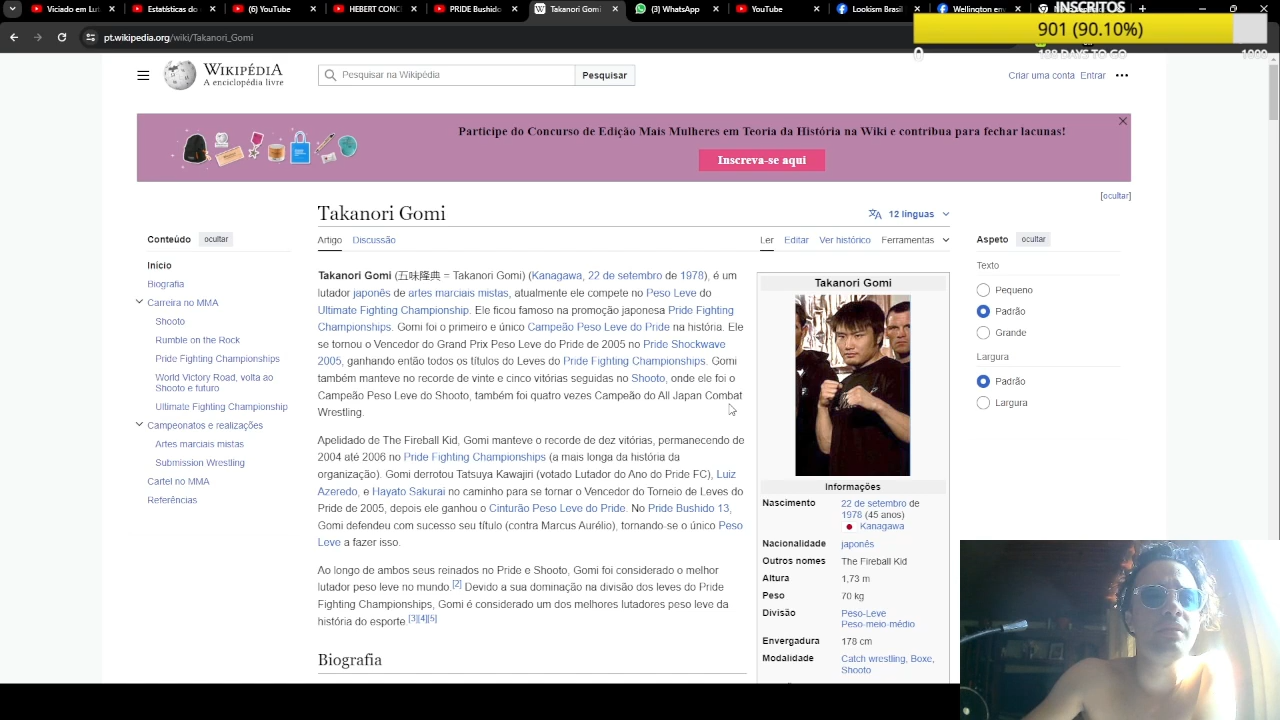 Viado em Lut
Statistics fo
(2) YouTube
HEBERT CON
PRIDE Bushido
Takanori Gomi
(3) WhatsApp
YouTube
Lookism Brasi
Welington do
INSCRITOS
901 (90.10%)
188 DAYS TO GO
0
1000
pt.wikipedia.org/wiki/Takanori_Gomi
WIKIPÉDIA
A enciclopédia livre
Pesquisar na Wikipédia
Pesquisar
Criar uma conta Entrar
Participe do Concurso de Edição Mais Mulheres em Teoria da História na Wiki e contribua para fechar lacunas!
Inscreva-se aqui
[ocultar]
Takanori Gomi
12 línguas
Conteúdo ocultar
Artigo Discussão
Ler Editar Ver histórico Ferramentas
Início
Biografia
Carreira no MMA
Shooto
Rumble on the Rock
Pride Fighting Championships
World Victory Road, volta ao
Shooto e futuro
Ultimate Fighting Championship
Campeonatos e realizações
Artes marciais mistas
Submission Wrestling
Cartel no MMA
Referências
Takanori Gomi (五味隆典 = Takanori Gomi) (Kanagawa, 22 de setembro de 1978), é um
lutador japonês de artes marciais mistas, atualmente ele compete no Peso Leve do
Ultimate Fighting Championship. Ele ficou famoso na promoção japonesa Pride Fighting
Championships. Gomi foi o primeiro e único Campeão Peso Leve do Pride na história. Ele
se tornou o Vencedor do Grand Prix Peso Leve do Pride de 2005 no Pride Shockwave
2005, ganhando então todos os títulos do Leves do Pride Fighting Championships. Gomi
também manteve no recorde de vinte e cinco vitórias seguidas no Shooto, onde ele foi o
Campeão Peso Leve do Shooto, também foi quatro vezes Campeão do All Japan Combat
Wrestling.
Apelidado de The Fireball Kid, Gomi manteve o recorde de dez vitórias, permanecendo de
2004 até 2006 no Pride Fighting Championships (a mais longa da história da
organização). Gomi derrotou Tatsuya Kawajiri (votado Lutador do Ano do Pride FC), Luiz
Azeredo, e Hayato Sakurai no caminho para se tornar o Vencedor do Torneio de Leves do
Pride de 2005, depois ele ganhou o Cinturão Peso Leve do Pride. No Pride Bushido 13,
Gomi defendeu com sucesso seu título (contra Marcus Aurélio), tornando-se o único Peso
Leve a fazer isso.
Ao longo de ambos seus reinados no Pride e Shooto, Gomi foi considerado o melhor
lutador peso leve no mundo.[2] Devido a sua dominação na divisão dos leves do Pride
Fighting Championships, Gomi é considerado um dos melhores lutadores peso leve da
história do esporte [3][4][5]
Biografia
Takanori Gomi
Informações
Nascimento 22 de setembro de
1978 (45 anos)
Kanagawa
Nacionalidade japonês
Outros nomes The Fireball Kid
Altura 1,73 m
Peso 70 kg
Divisão Peso-Leve
Peso-meio-médio
Envergadura 178 cm
Modalidade Catch wrestling, Boxe,
Shooto
Aspeto ocultar
Texto
Pequeno
Padrão
Grande
Largura
Padrão
Largura